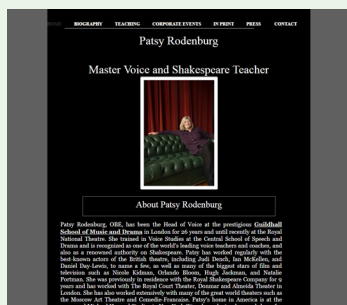 HOME BIOGRAPHY TEACHING CORPORATE EVENTS IN PRINT PRESS CONTACT
Patsy Rodenburg
Master Voice and Shakespeare Teacher
About Patsy Rodenburg
Patsy Rodenburg, OBE, has been the Head of Voice at the prestigious Guildhall
School of Music and Drama in London for 26 years and until recently at the Royal
National Theatre. She trained in Voice Studies at the Central School of Speech and
Drama and is recognized as one of the world's leading voice teachers and coaches, and
also as a renowned authority on Shakespeare. Patsy has worked regularly with the
best-known actors of the British theatre, including Judi Dench, Ian McKellen, and
Daniel Day-Lewis, to name a few, as well as many of the biggest stars of film and
television such as Nicole Kidman, Orlando Bloom, Hugh Jackman, and Natalie
Portman. She was previously in residence with the Royal Shakespeare Company for 9
years and has worked with The Royal Court Theater, Donmar and Almeida Theater in
London. She has also worked extensively with many of the great world theaters such as
the Moscow Art Theatre and Comedie-Francaise. Patsy's home in America is at the